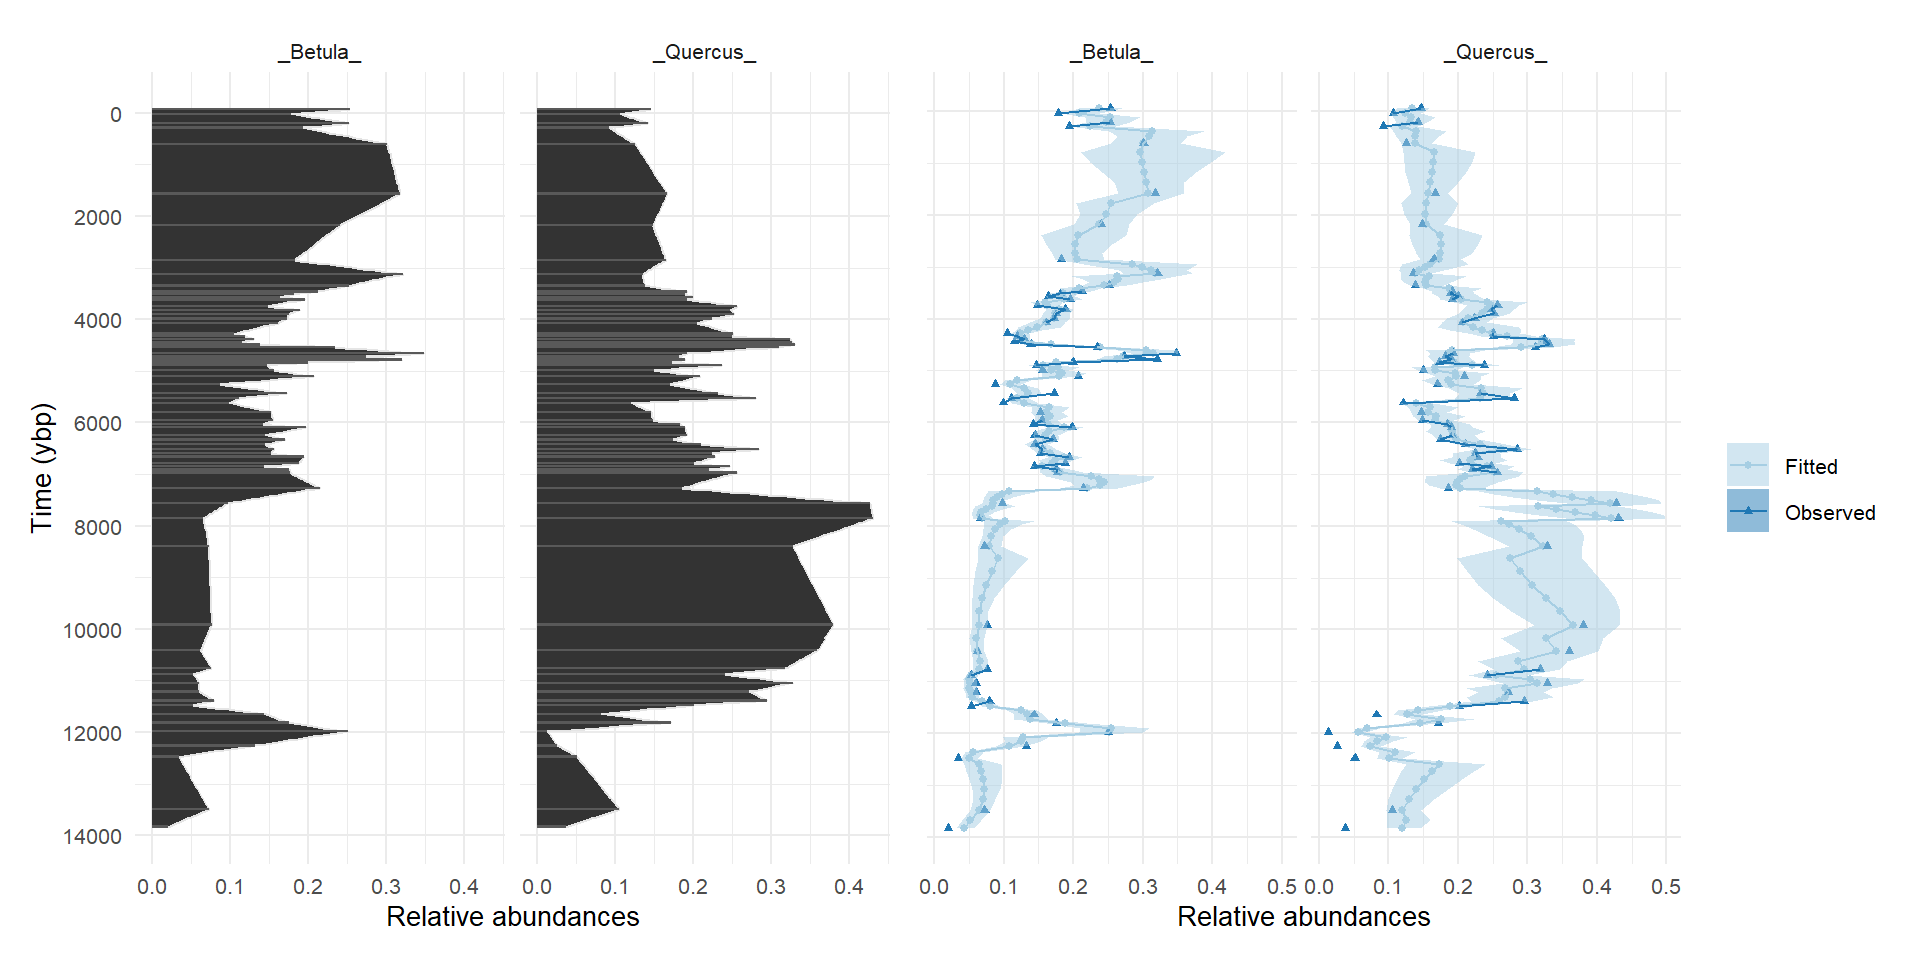 _Betula_ _Quercus_ _Betula_ _Quercus_
Time (ybp)
0
2000
4000
6000
8000
10000
12000
14000
0.0 0.1 0.2 0.3 0.4 0.0 0.1 0.2 0.3 0.4 0.0 0.1 0.2 0.3 0.4 0.5 0.0 0.1 0.2 0.3 0.4 0.5
Relative abundances Relative abundances
Fitted
Observed